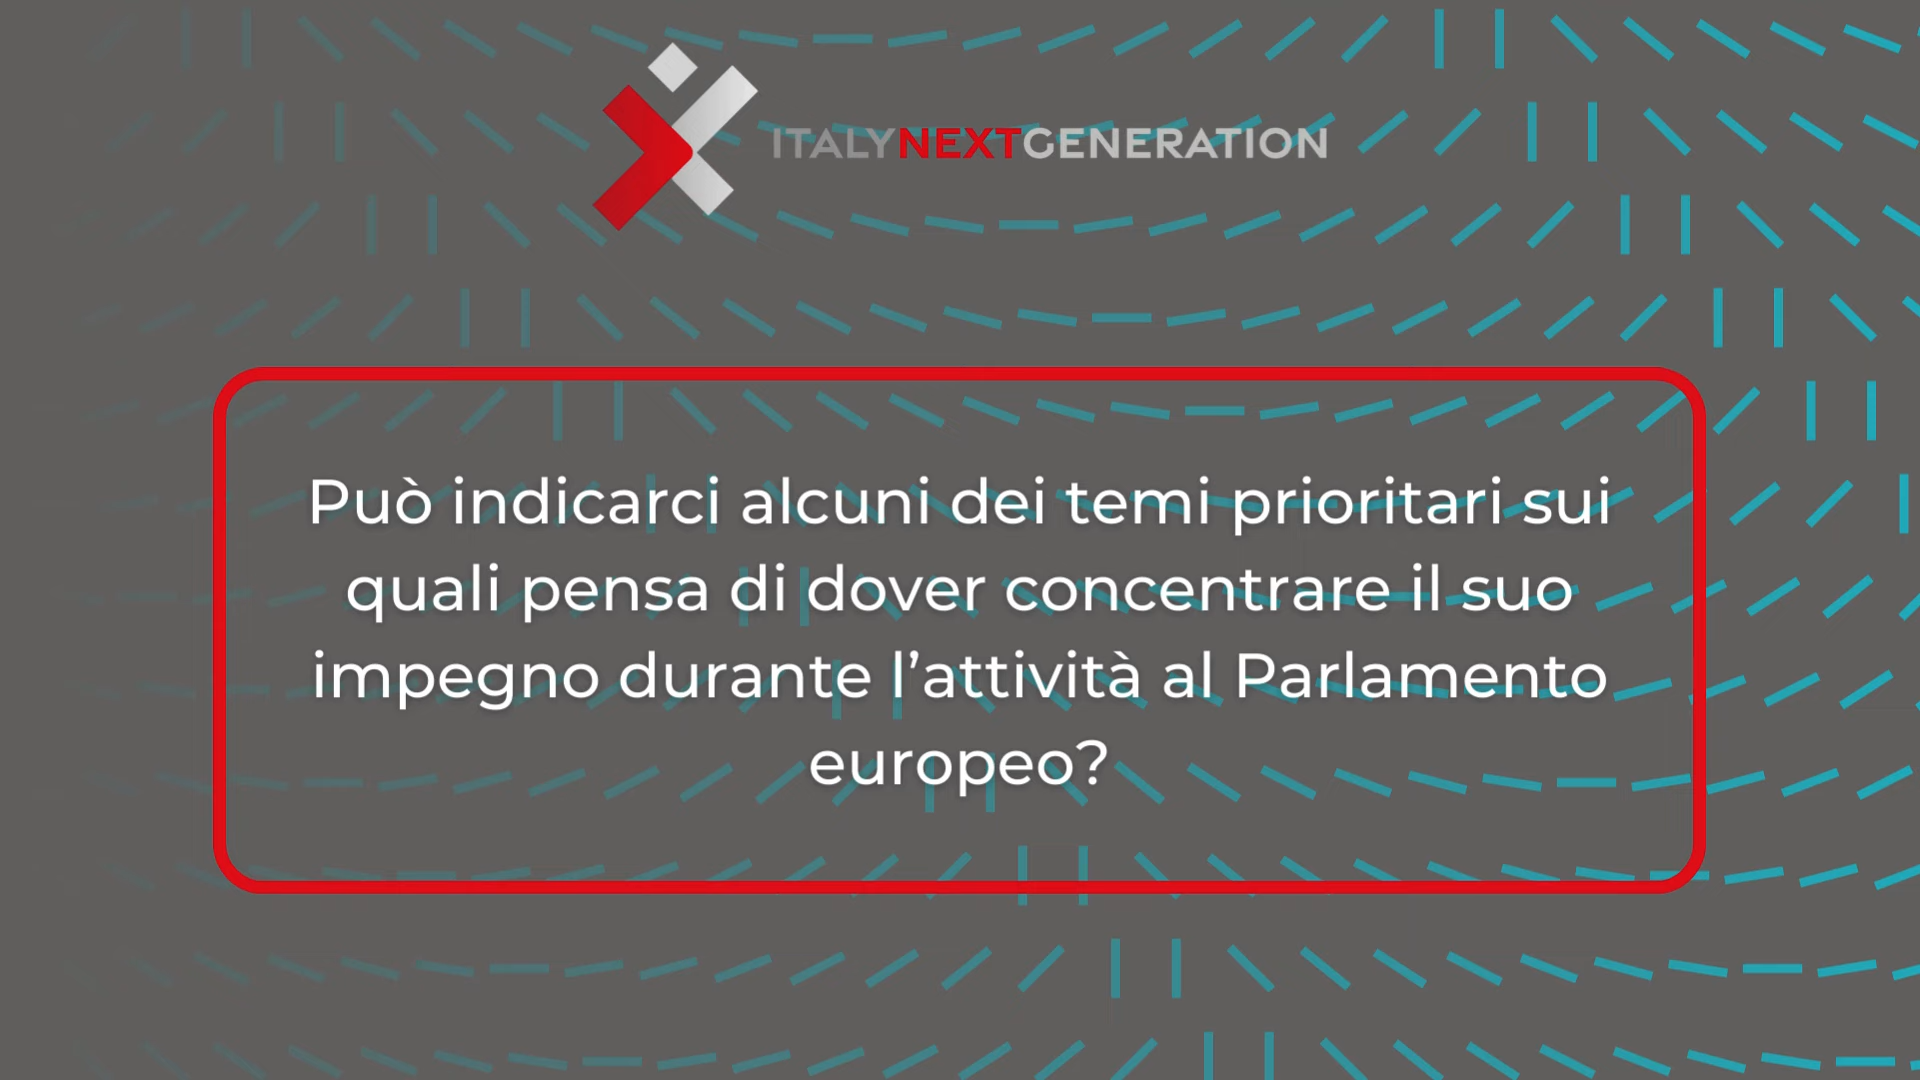 ITALYNEXTGENERATION
Può indicarci alcuni dei temi prioritari sui
quali pensa di dover concentrare il suo
impegno durante l’attività al Parlamento
europeo?